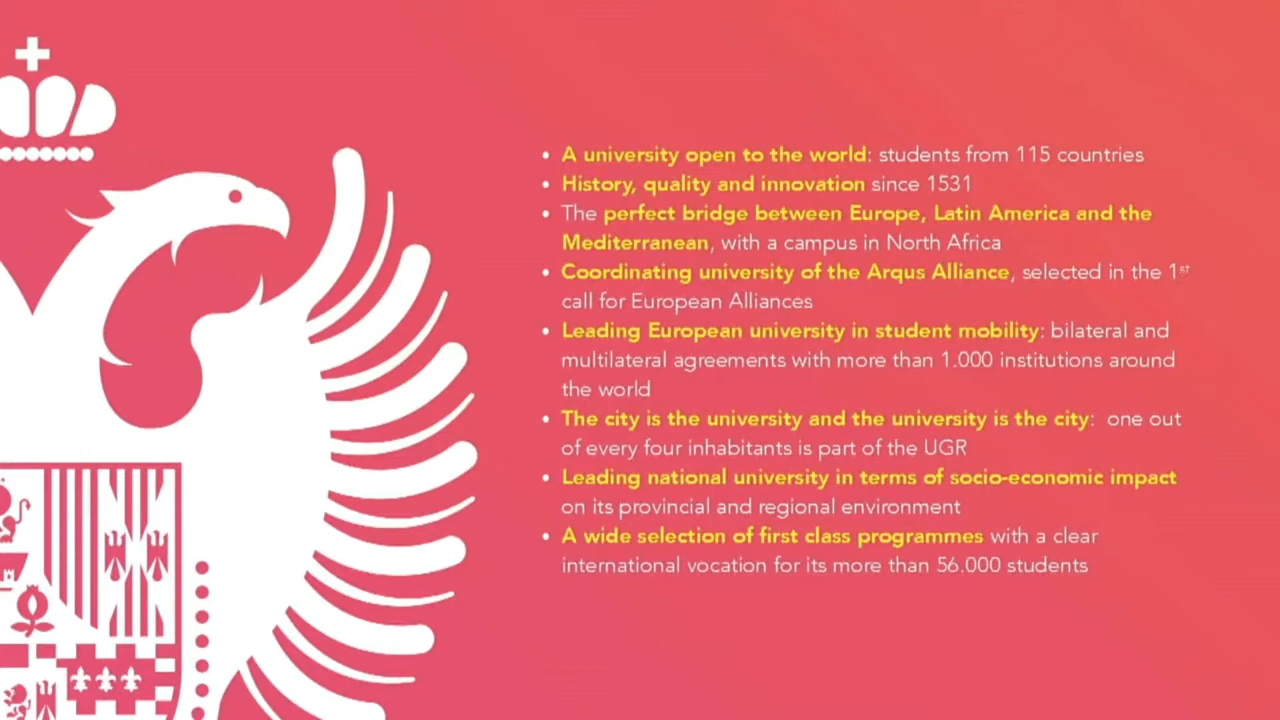 • A university open to the world: students from 115 countries
• History, quality and innovation since 1531
• The perfect bridge between Europe, Latin America and the
Mediterranean, with a campus in North Africa
• Coordinating university of the Arqus Alliance, selected in the 1st
call for European Alliances
• Leading European university in student mobility: bilateral and
multilateral agreements with more than 1.000 institutions around
the world
• The city is the university and the university is the city: one out
of every four inhabitants is part of the UGR
• Leading national university in terms of socio-economic impact
on its provincial and regional environment
• A wide selection of first class programmes with a clear
international vocation for its more than 56.000 students